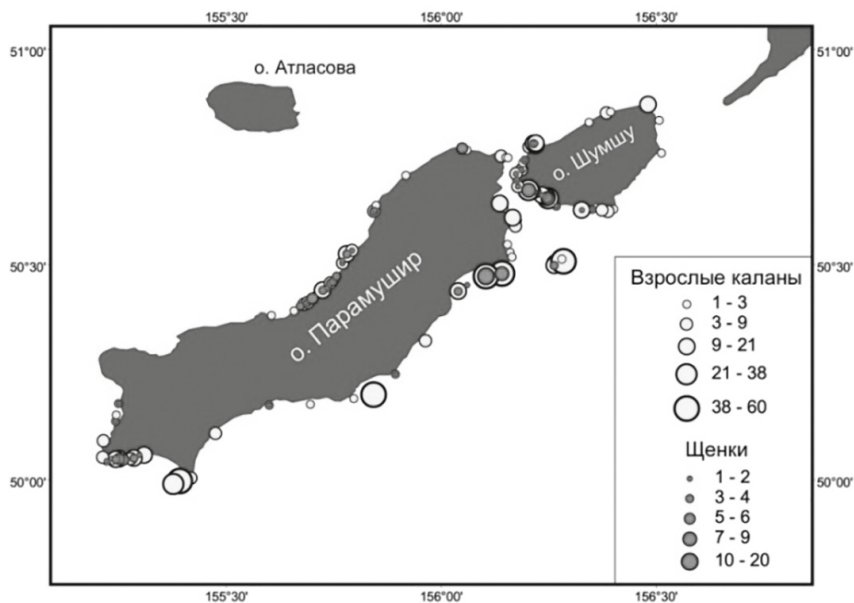 155°30' 156°00' 156°30'
51°00' 51°00'
о. Атласова
о. Шумшу
50°30' 50°30'
о. Парамушир
Взрослые каланы
1 - 3
3 - 9
9 - 21
21 - 38
38 - 60
Щенки
1 - 2
3 - 4
5 - 6
7 - 9
10 - 20
50°00' 50°00'
155°30' 156°00' 156°30'